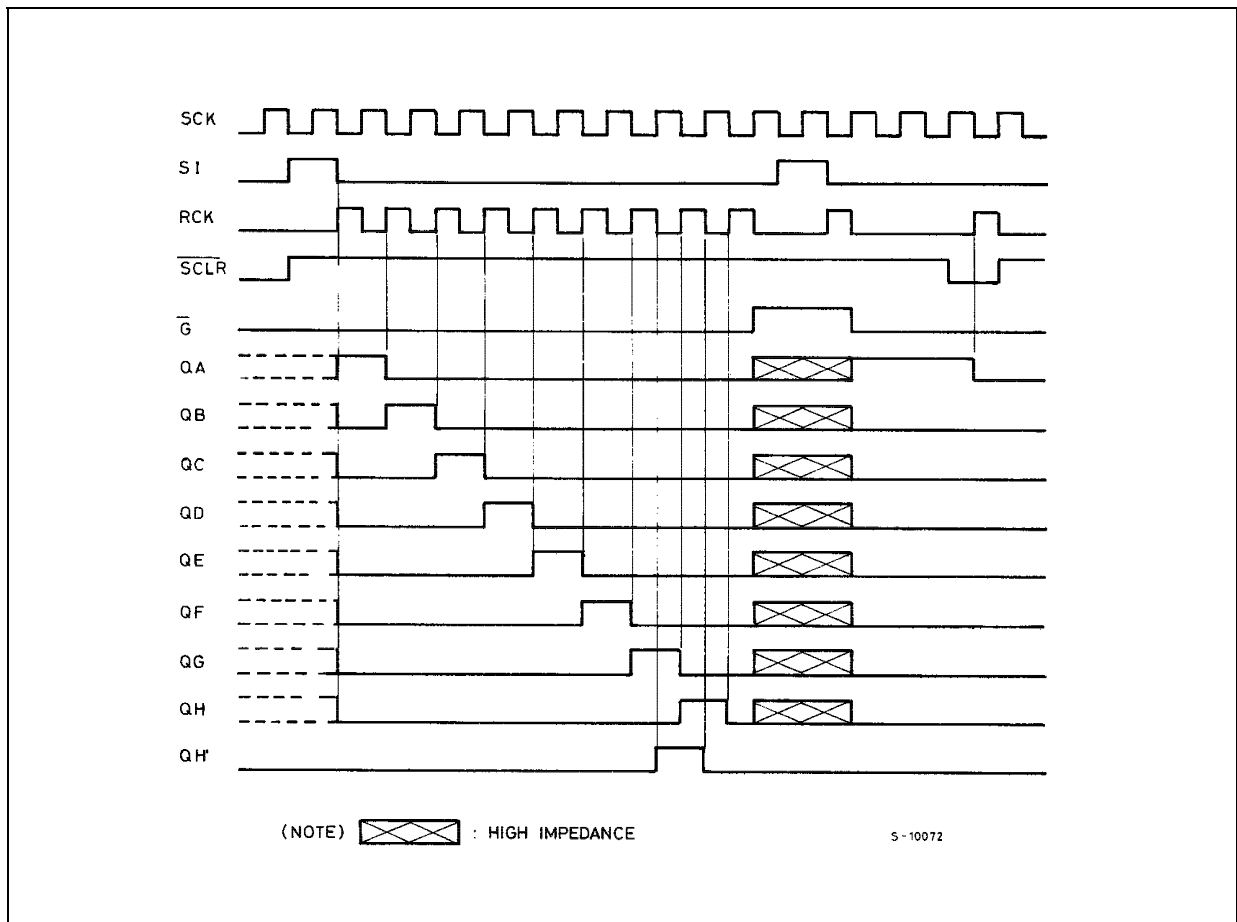 SCK
SI
RCK
SCLR
G
QA
QB
QC
QD
QE
QF
QG
QH
QH'
(NOTE) : HIGH IMPEDANCE
S-10072